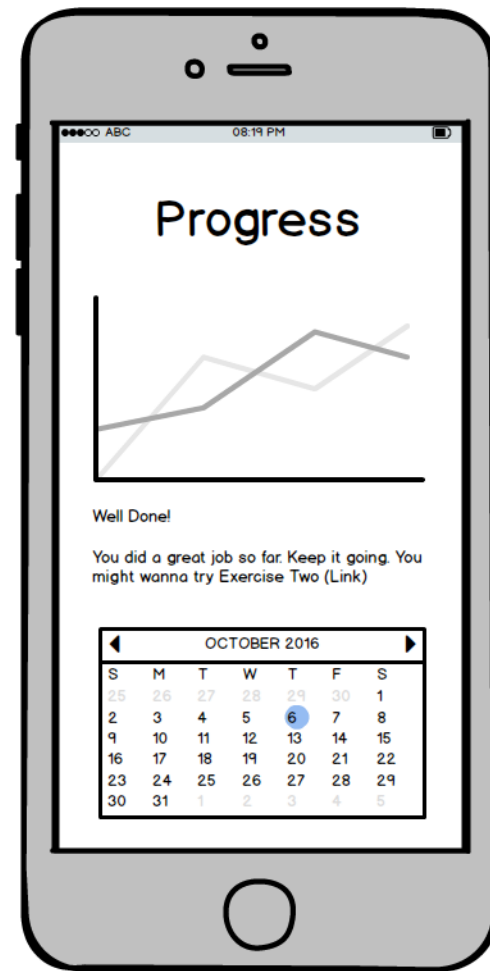 ABC 08:19 PM
Progress
Well Done!
You did a great job so far. Keep it going. You
might wanna try Exercise Two (Link)
OCTOBER 2016
S M T W T F S
25 26 27 28 29 30 1
2 3 4 5 6 7 8
9 10 11 12 13 14 15
16 17 18 19 20 21 22
23 24 25 26 27 28 29
30 31 1 2 3 4 5